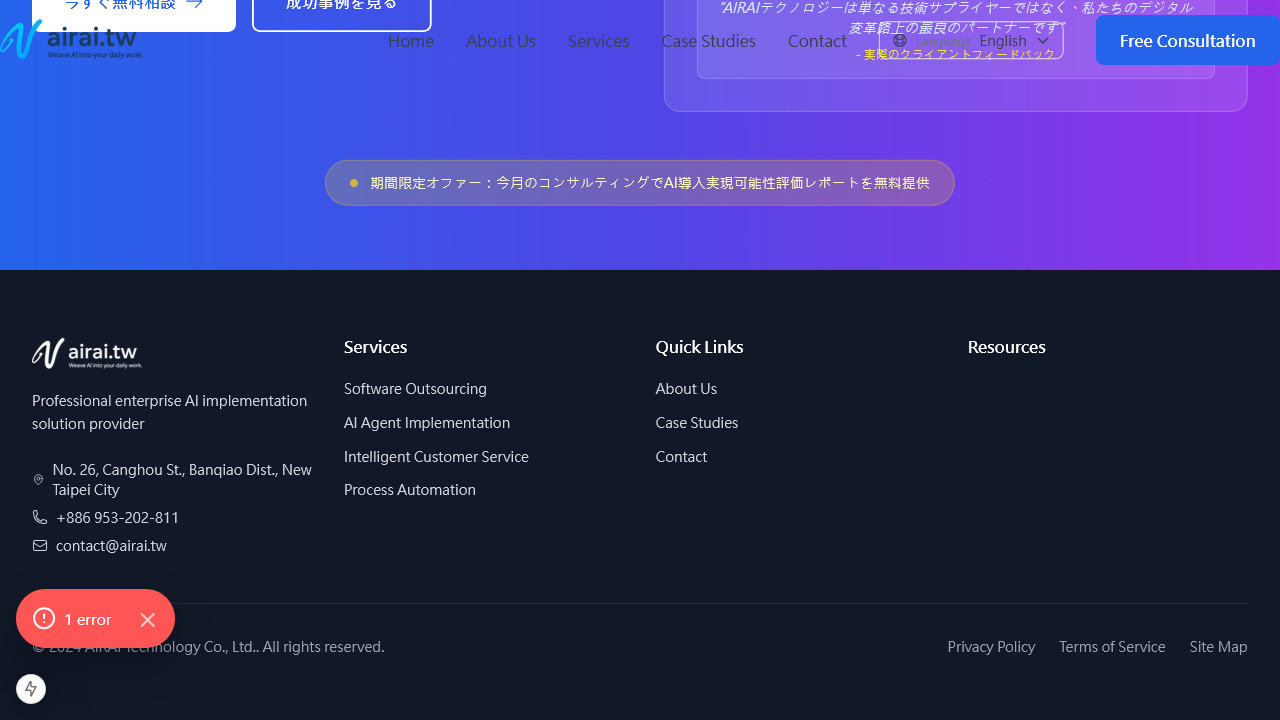 今すぐ無料相談
成功事例を見る
"AIRAIテクノロジーは単なる技術サプライヤーではなく、私たちのデジタル
変革路上の最良のパートナーです"
- 実際のクライアントフィードバック
airai.tw
Weave AI into your daily work.
Home
About Us
Services
Case Studies
Contact
Language
English
Free Consultation
期間限定オファー：今月のコンサルティングでAI導入実現可能性評価レポートを無料提供
airai.tw
Weave AI into your daily work.
Professional enterprise AI implementation
solution provider
No. 26, Canghou St., Banqiao Dist., New
Taipei City
+886 953-202-811
contact@airai.tw
Services
Software Outsourcing
AI Agent Implementation
Intelligent Customer Service
Process Automation
Quick Links
About Us
Case Studies
Contact
Resources
1 error
© 2024 AIRAI Technology Co., Ltd.. All rights reserved.
Privacy Policy
Terms of Service
Site Map